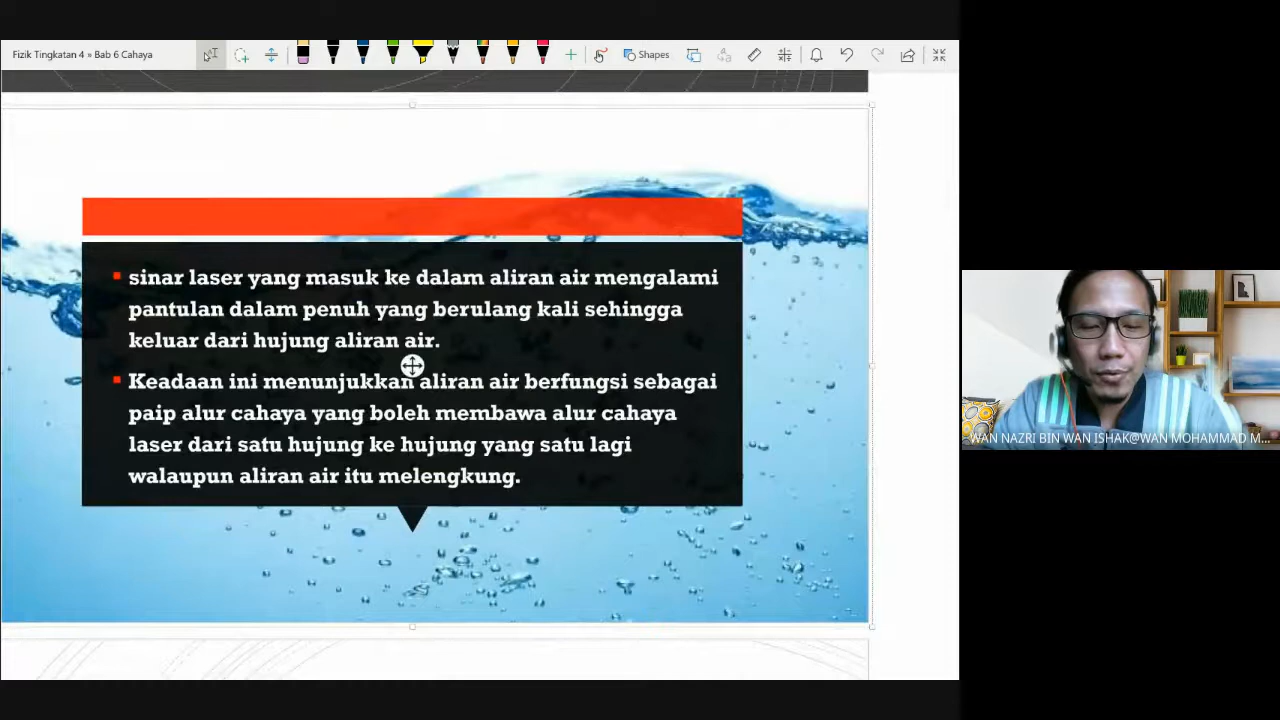 Fizik Tingkatan 4 » Bab 6 Cahaya
Shapes
sinar laser yang masuk ke dalam aliran air mengalami
pantulan dalam penuh yang berulang kali sehingga
keluar dari hujung aliran air.
Keadaan ini menunjukkan aliran air berfungsi sebagai
paip alur cahaya yang boleh membawa alur cahaya
laser dari satu hujung ke hujung yang satu lagi
walaupun aliran air itu melengkung.
WAN NAZRI BIN WAN ISHAK@WAN MOHAMMAD M...